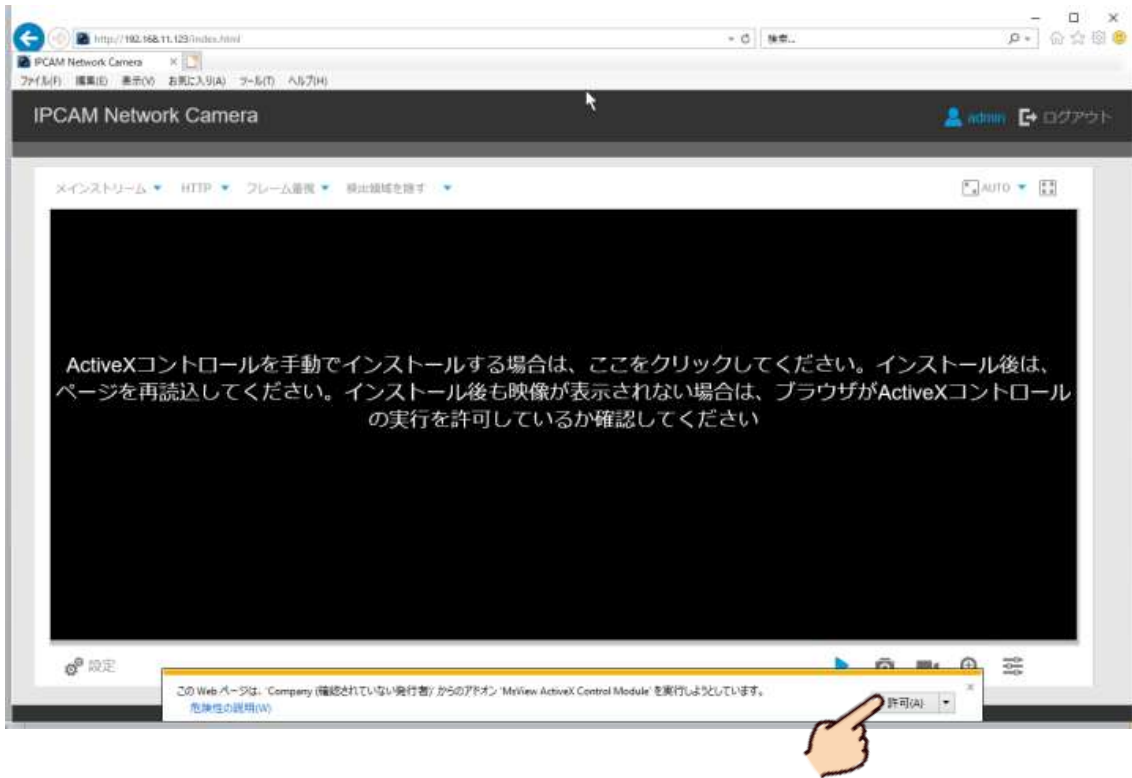 http://192.168.11.123/index.html
検索...
IPCAM Network Camera
ファイル(F) 編集(E) 表示(V) お気に入り(A) ツール(T) ヘルプ(H)
IPCAM Network Camera
admin ログアウト
メインストリーム HTTP フレーム重視 検出領域を隠す AUTO
ActiveXコントロールを手動でインストールする場合は、ここをクリックしてください。インストール後は、
ページを再読込してください。インストール後も映像が表示されない場合は、ブラウザがActiveXコントロール
の実行を許可しているか確認してください
設定
この Web ページは、'Company (確認されていない発行者)' からのアドオン 'MsView ActiveX Control Module' を実行しようとしています。
危険性の説明(W)
許可(A)